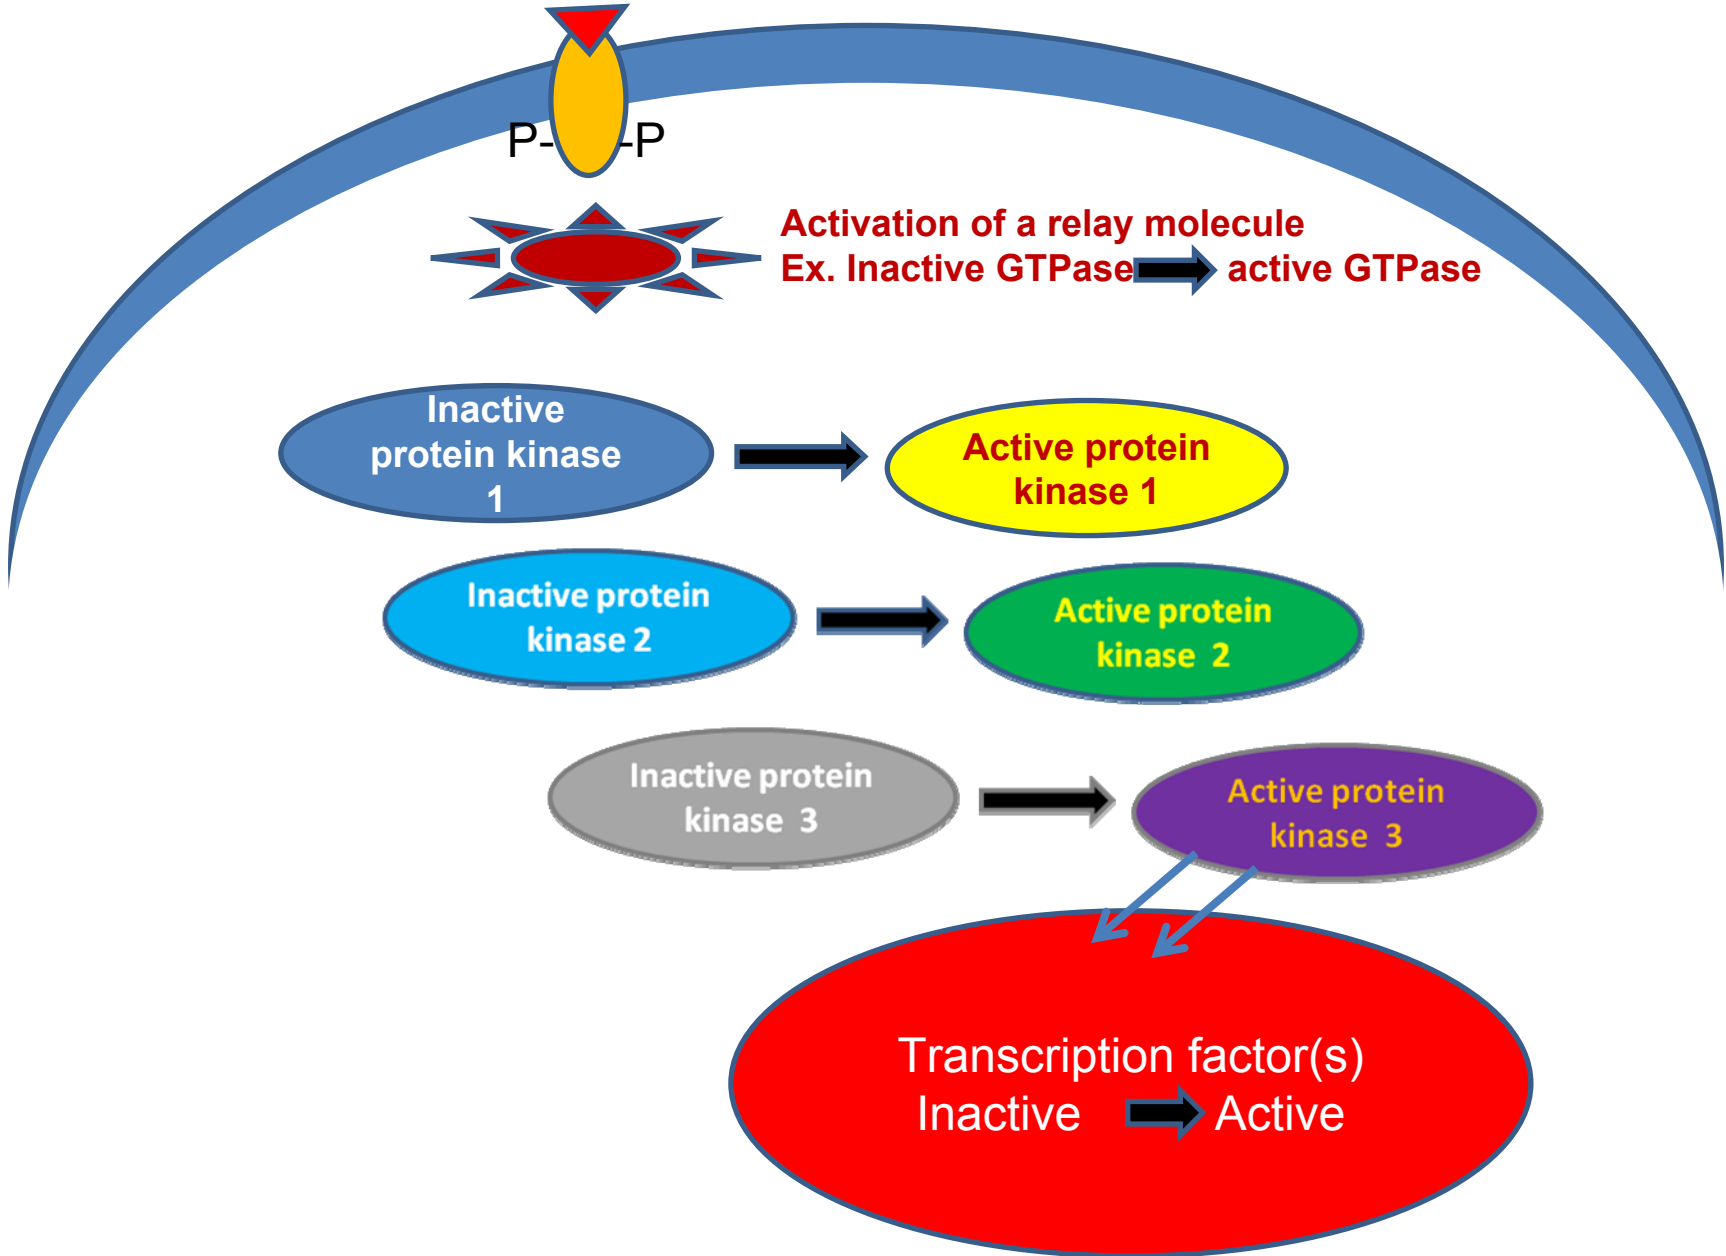 P- -P
Activation of a relay molecule
Ex. Inactive GTPase active GTPase
Inactive
protein kinase
1
Active protein
kinase 1
Inactive protein
kinase 2
Active protein
kinase 2
Inactive protein
kinase 3
Active protein
kinase 3
Transcription factor(s)
Inactive Active